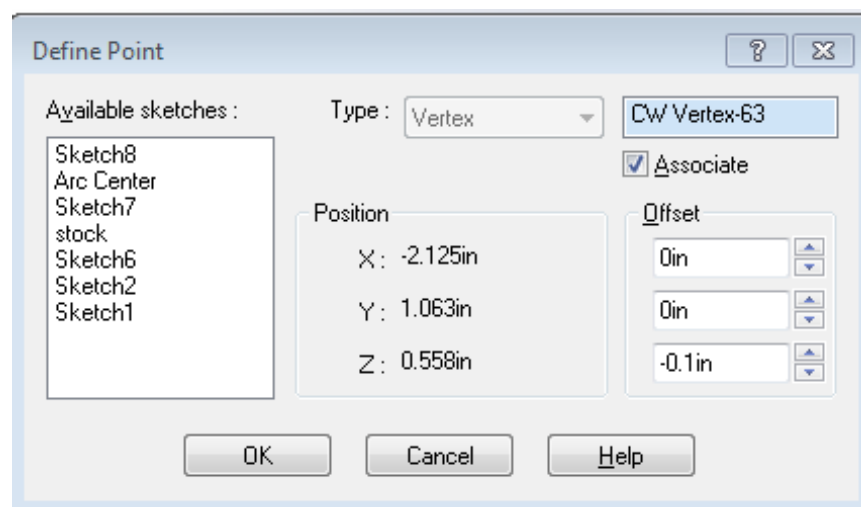 Define Point
Available sketches :
Sketch8
Arc Center
Sketch7
stock
Sketch6
Sketch2
Sketch1
Type : Vertex
CW Vertex-63
Associate
Position
X : -2.125in
Y : 1.063in
Z : 0.558in
Offset
0in
0in
-0.1in
OK Cancel Help